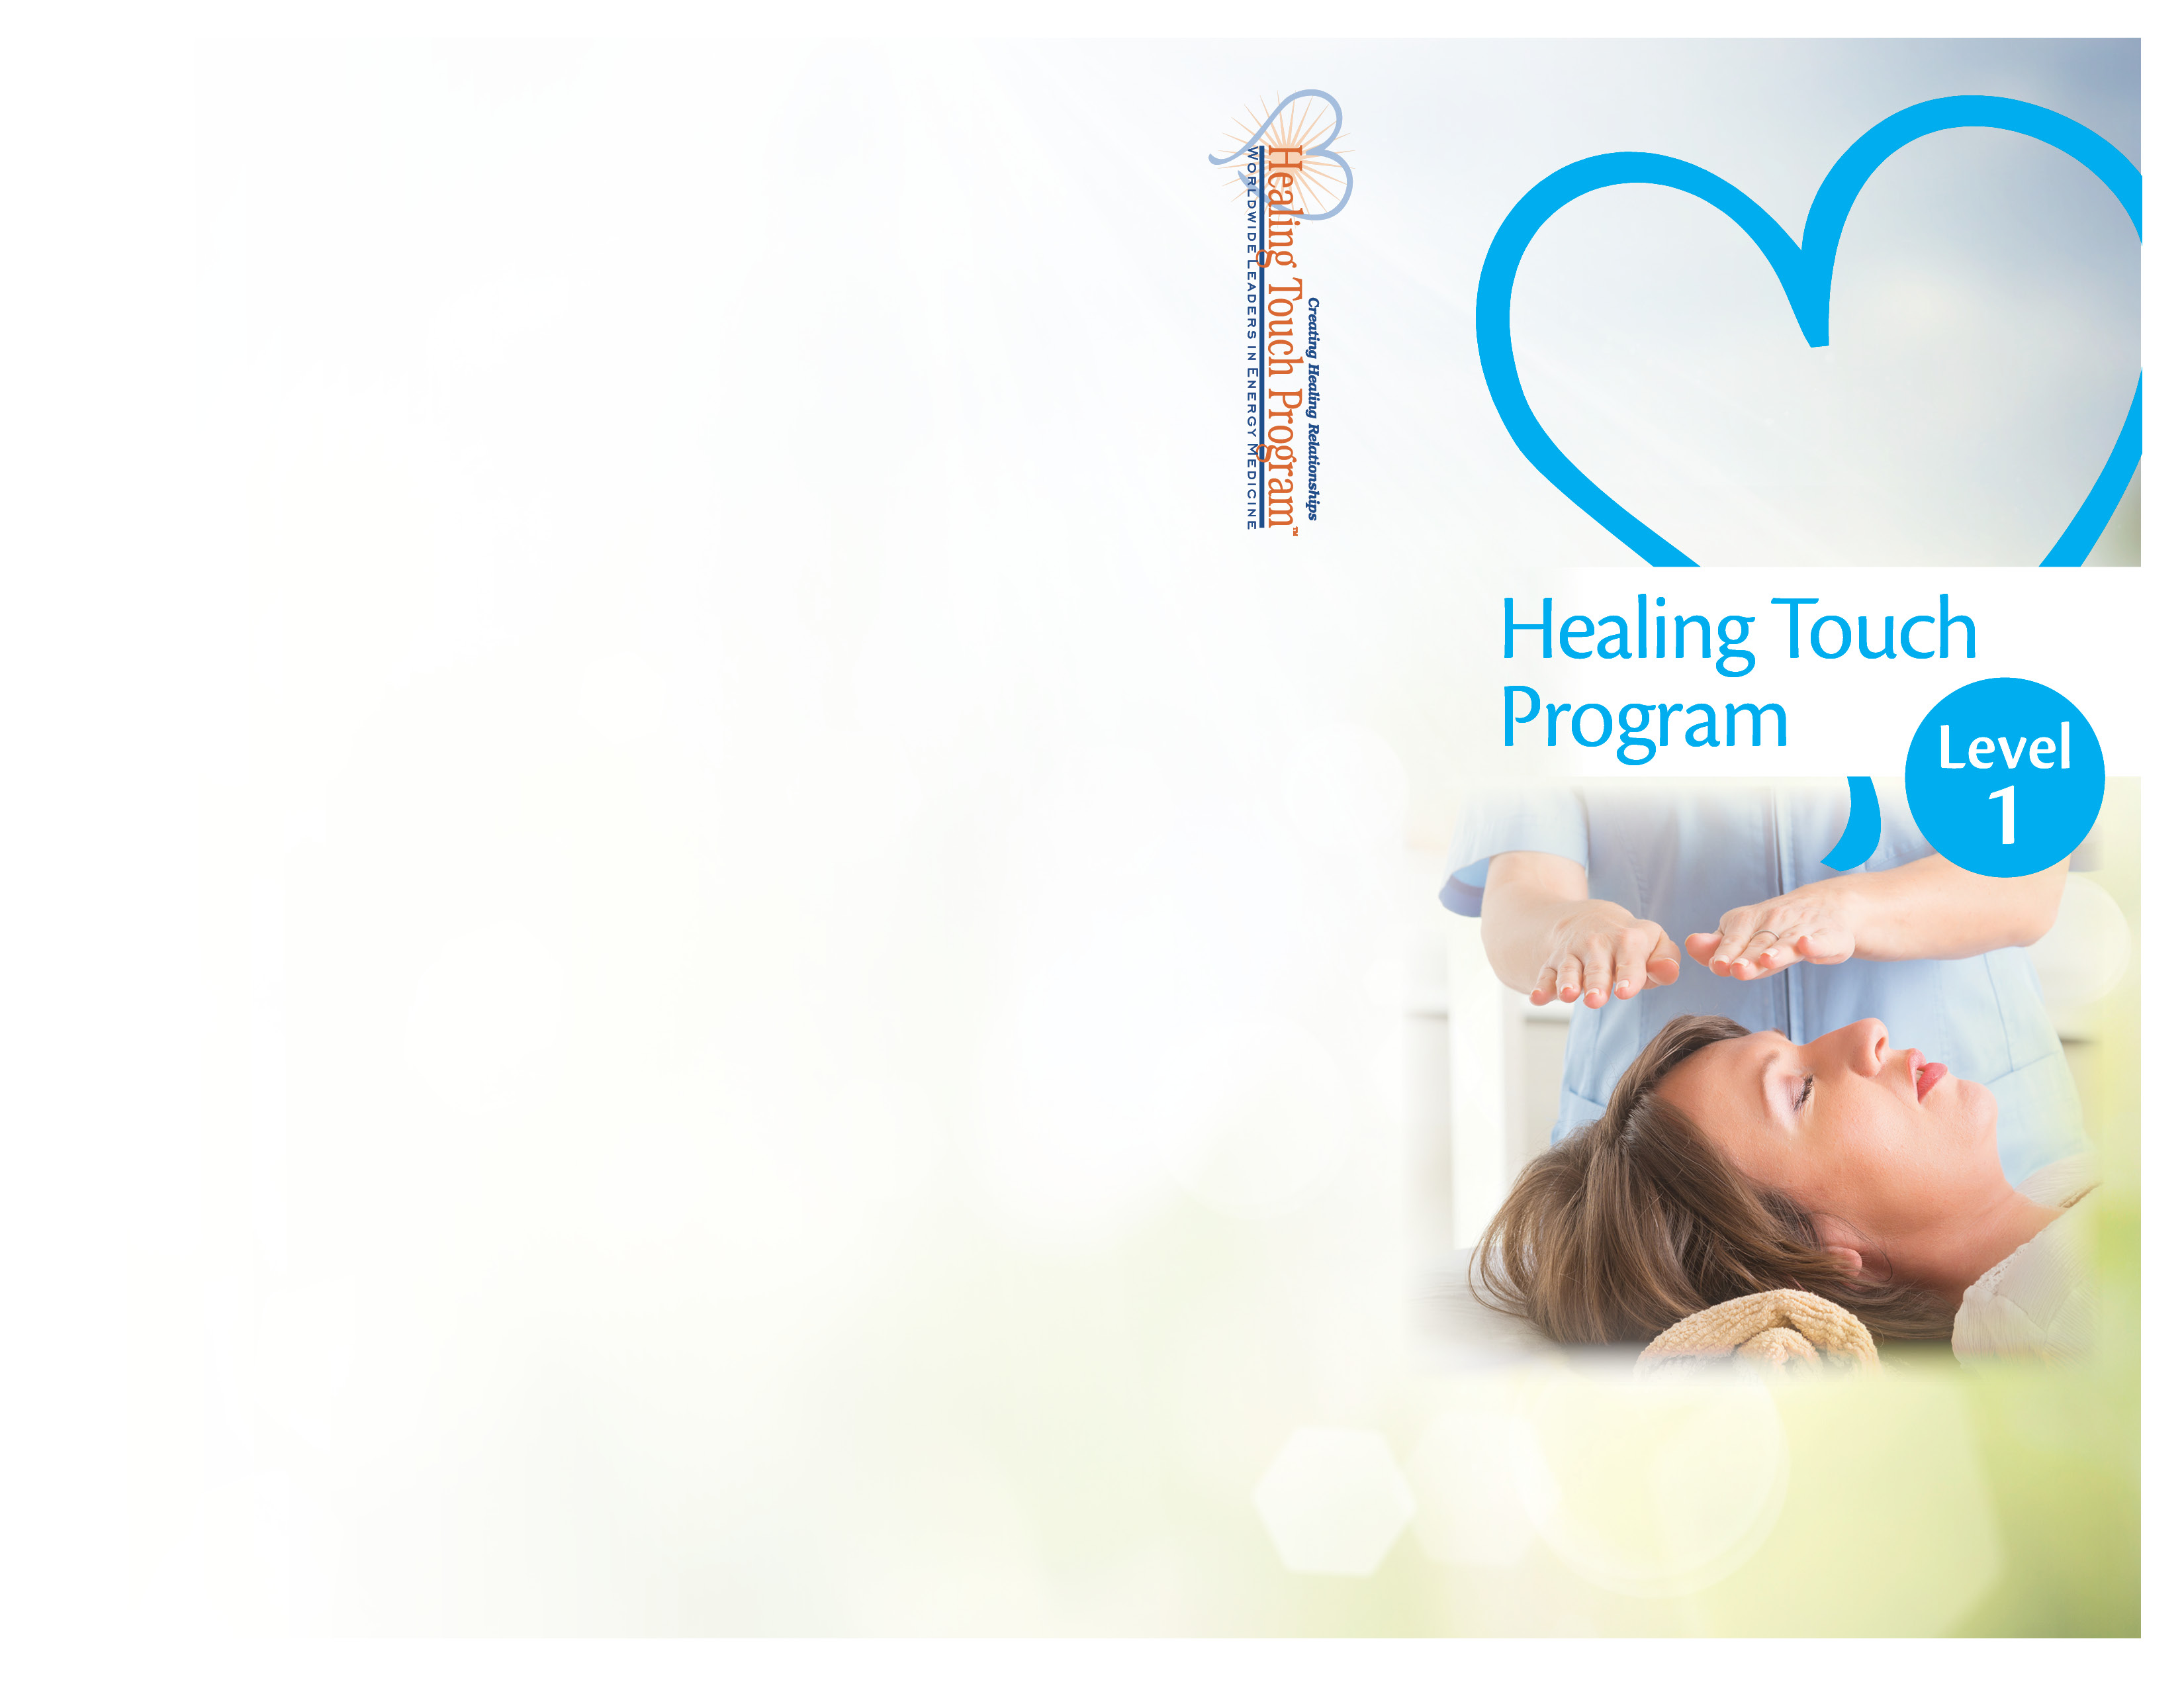 Creating Healing Relationships
Healing Touch Program™
WORLDWIDE LEADERS IN ENERGY MEDICINE
Healing Touch
Program
Level
1